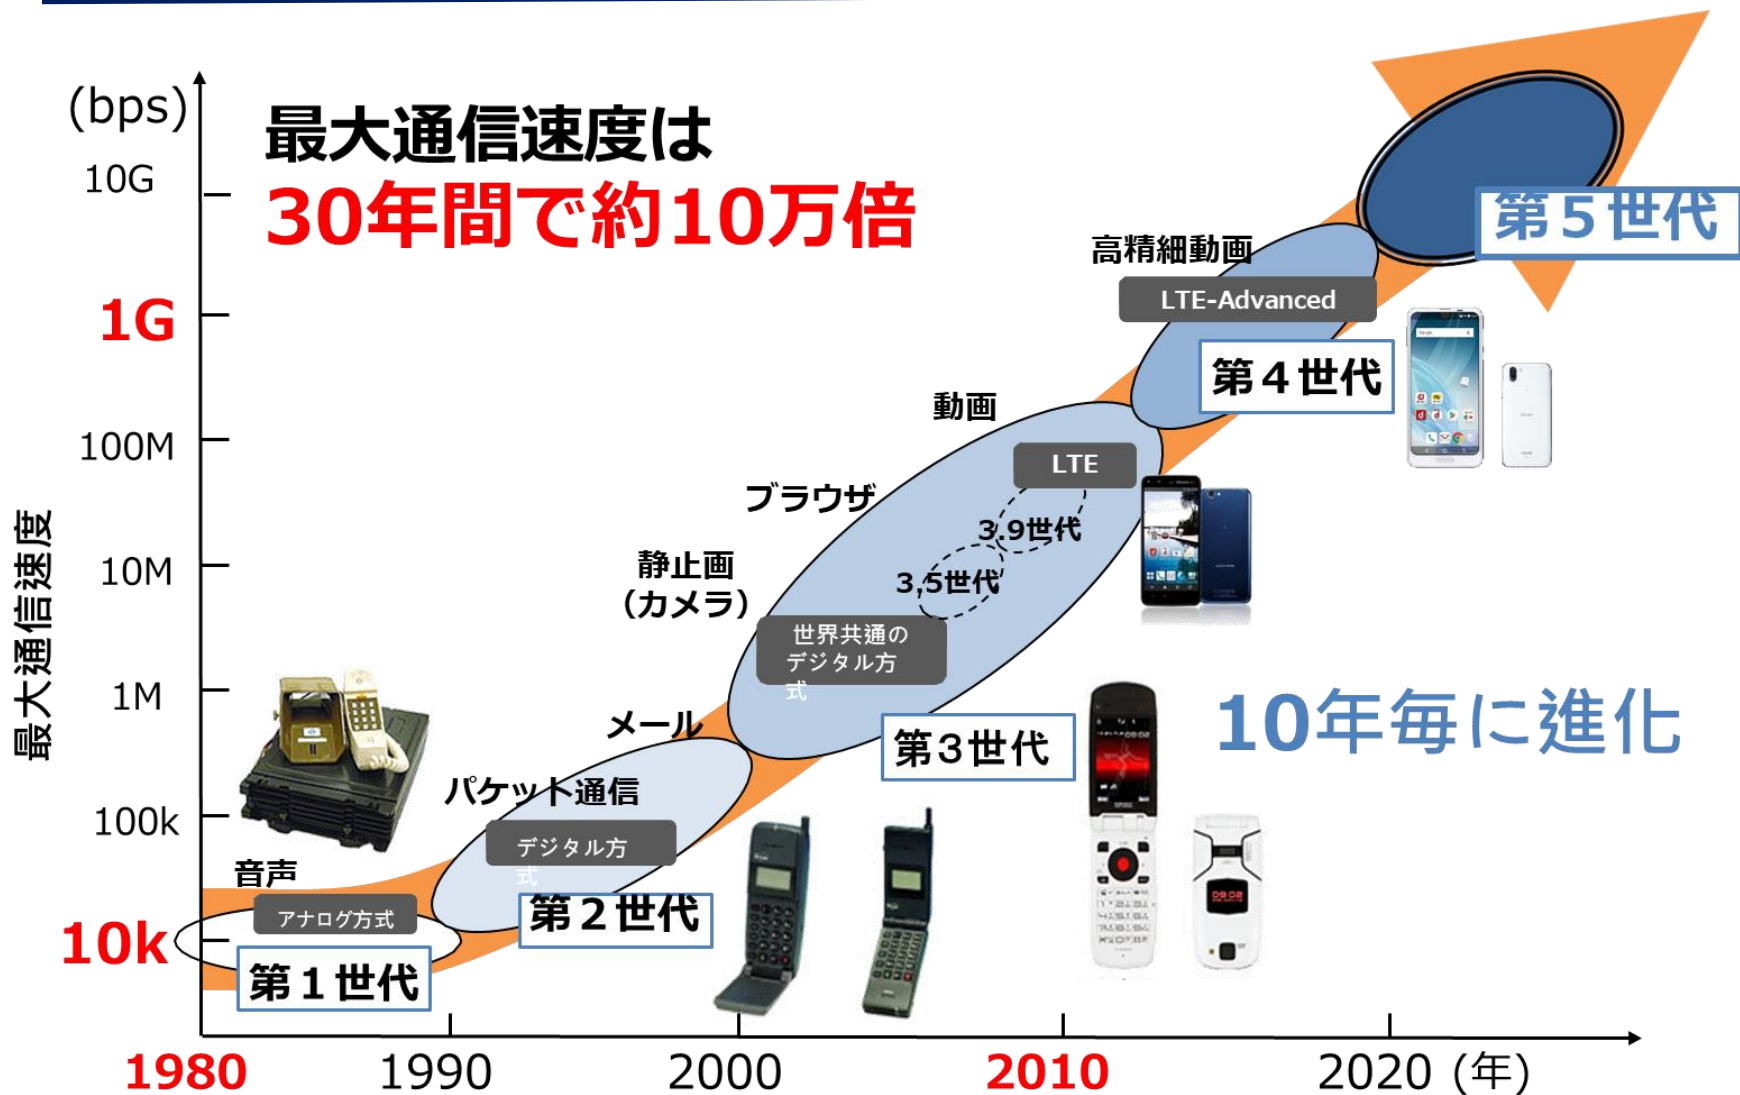 (bps)
最大通信速度は
30年間で約10万倍
10G
1G
100M
10M
1M
100k
10k
最大通信速度
第５世代
高精細動画
LTE-Advanced
第４世代
動画
LTE
ブラウザ
3.9世代
静止画
（カメラ）
3.5世代
世界共通の
デジタル方
式
第３世代
10年毎に進化
メール
パケット通信
デジタル方
式
第２世代
音声
アナログ方式
第１世代
1980
1990
2000
2010
2020
(年)